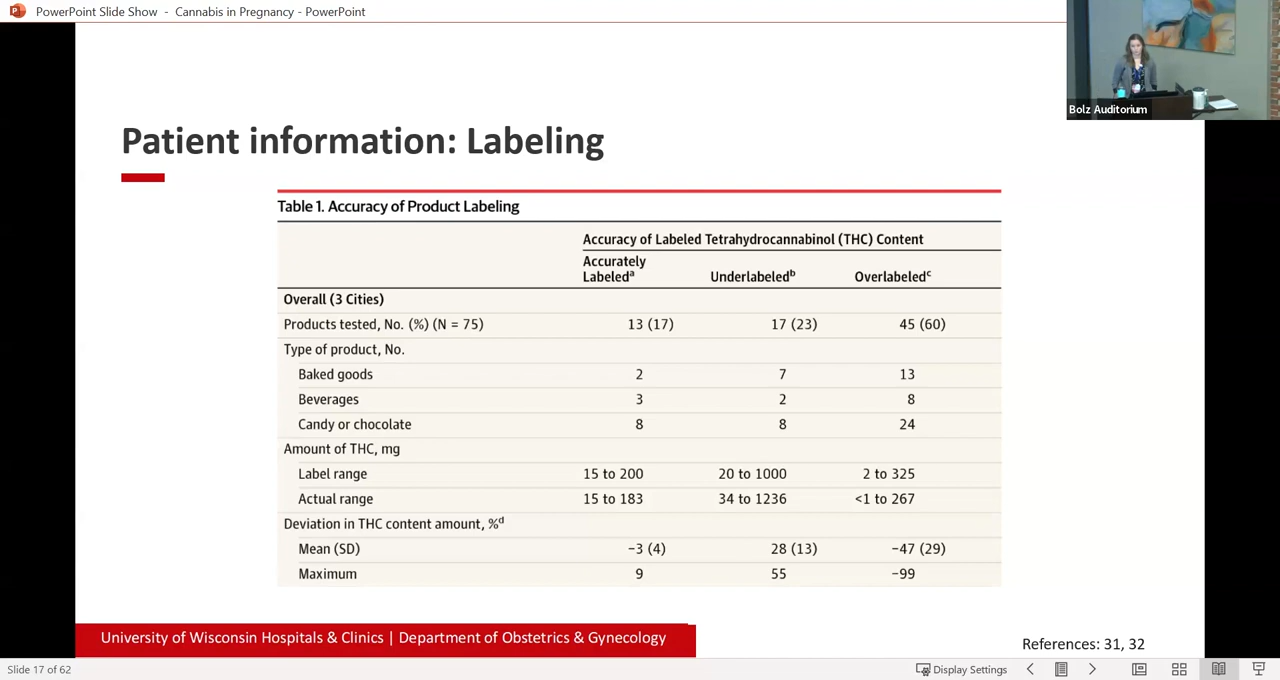 PowerPoint Slide Show - Cannabis in Pregnancy - PowerPoint
Bolz Auditorium
Patient information: Labeling
Table 1. Accuracy of Product Labeling
Accuracy of Labeled Tetrahydrocannabinol (THC) Content
Accurately Labeledᵃ Underlabeledᵇ Overlabeledᶜ
Overall (3 Cities)
Products tested, No. (%) (N = 75) 13 (17) 17 (23) 45 (60)
Type of product, No.
Baked goods 2 7 13
Beverages 3 2 8
Candy or chocolate 8 8 24
Amount of THC, mg
Label range 15 to 200 20 to 1000 2 to 325
Actual range 15 to 183 34 to 1236 <1 to 267
Deviation in THC content amount, %ᵈ
Mean (SD) −3 (4) 28 (13) −47 (29)
Maximum 9 55 −99
University of Wisconsin Hospitals & Clinics | Department of Obstetrics & Gynecology
References: 31, 32
Slide 17 of 62
Display Settings